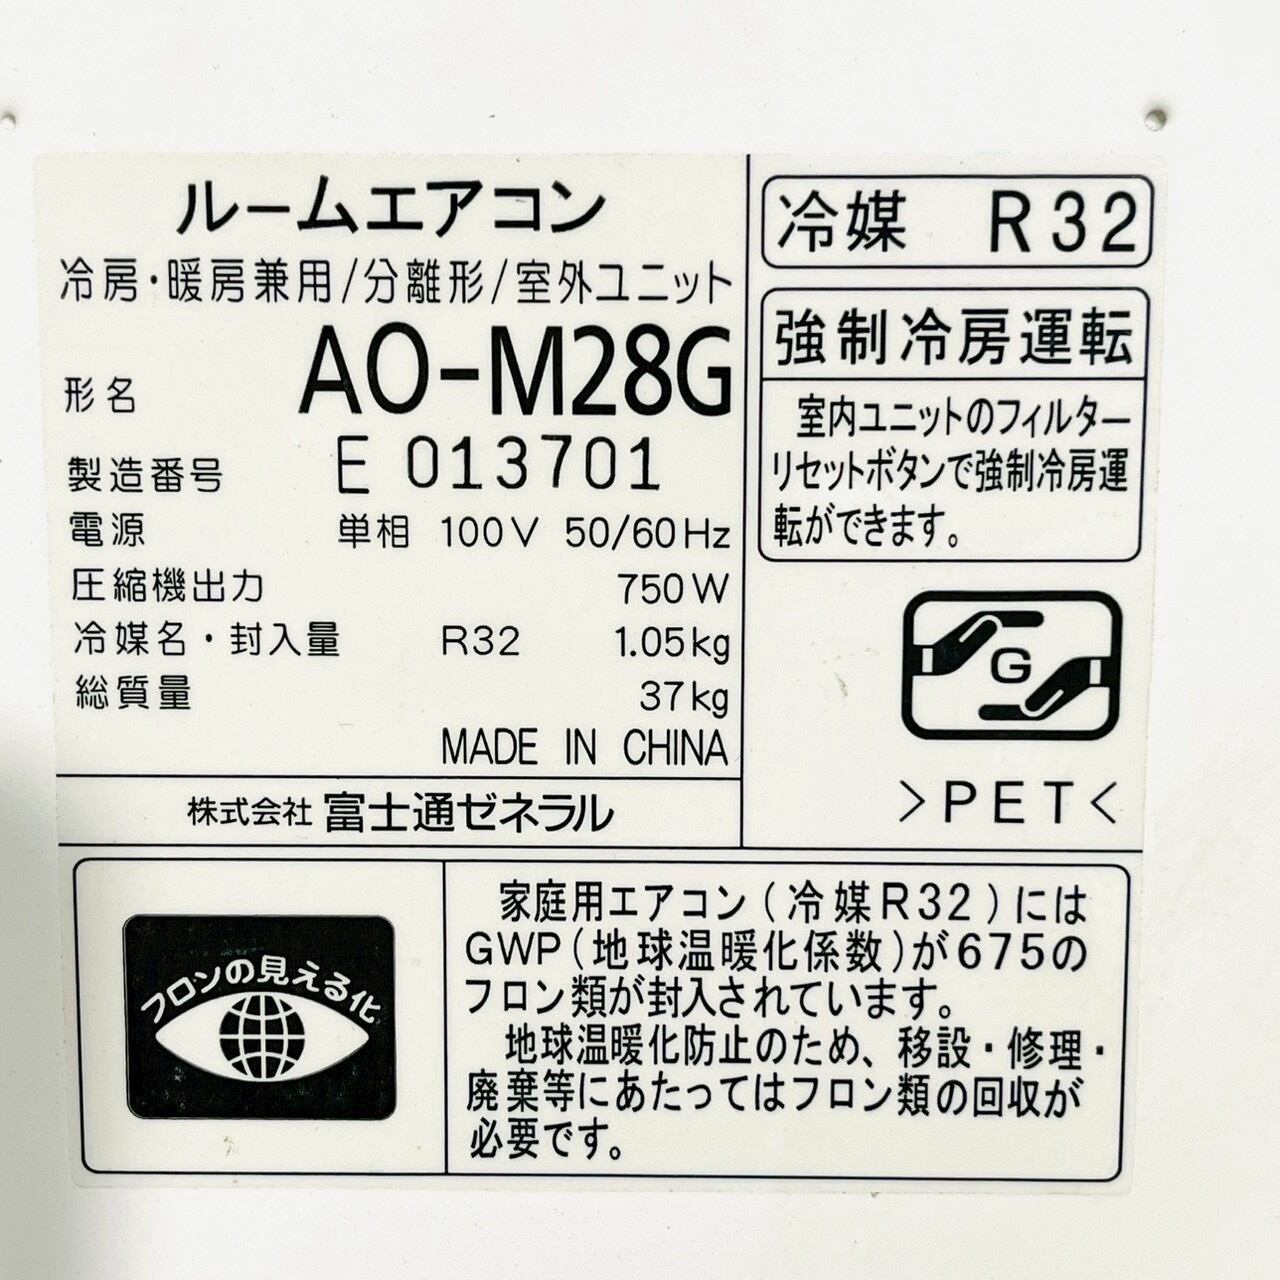 ルームエアコン
冷房・暖房兼用/分離形/室外ユニット
形名 AO-M28G
製造番号 E 013701
電源 単相 100V 50/60Hz
圧縮機出力 750W
冷媒名・封入量 R32 1.05kg
総質量 37kg
MADE IN CHINA
株式会社 富士通ゼネラル
冷媒 R32
強制冷房運転
室内ユニットのフィルター
リセットボタンで強制冷房運
転ができます。
G
>PET<
フロンの見える化
家庭用エアコン(冷媒R32)には
GWP(地球温暖化係数)が675の
フロン類が封入されています。
地球温暖化防止のため、移設・修理・
廃棄等にあたってはフロン類の回収が
必要です。